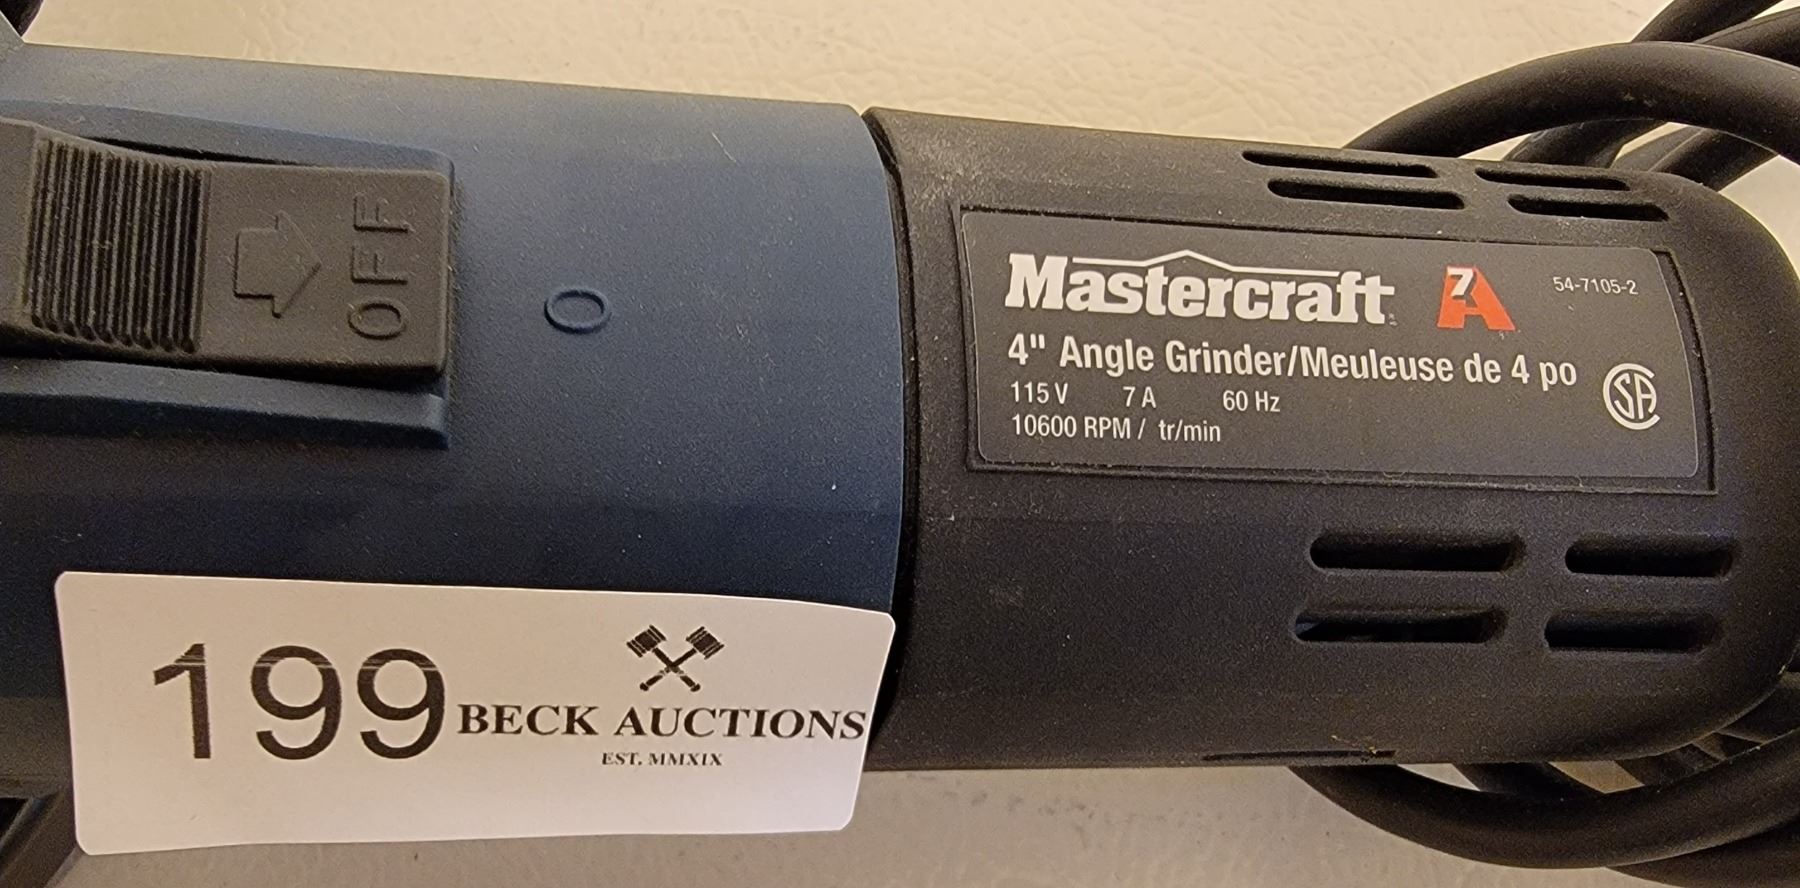 OFF
O
Mastercraft 7A 54-7105-2
4" Angle Grinder/Meuleuse de 4 po
115 V 7 A 60 Hz
10600 RPM / tr/min
CSA
199
BECK AUCTIONS
EST. MMXIX